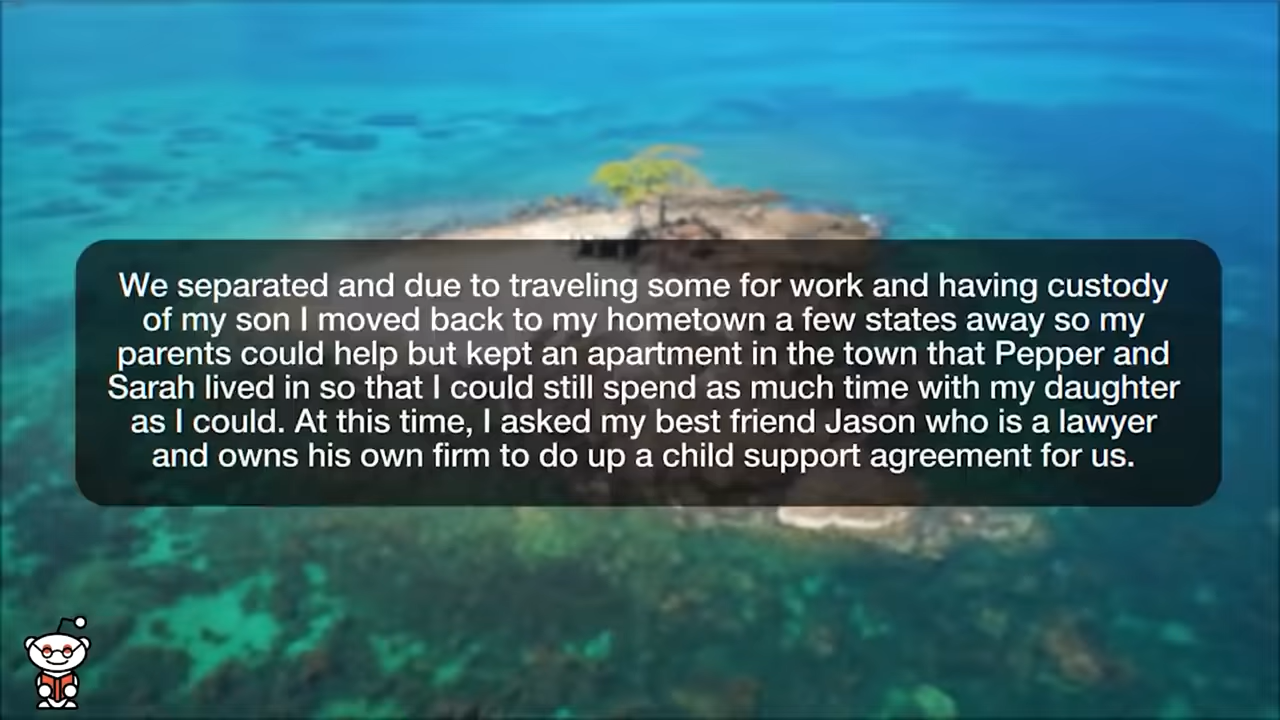 We separated and due to traveling some for work and having custody
of my son I moved back to my hometown a few states away so my
parents could help but kept an apartment in the town that Pepper and
Sarah lived in so that I could still spend as much time with my daughter
as I could. At this time, I asked my best friend Jason who is a lawyer
and owns his own firm to do up a child support agreement for us.